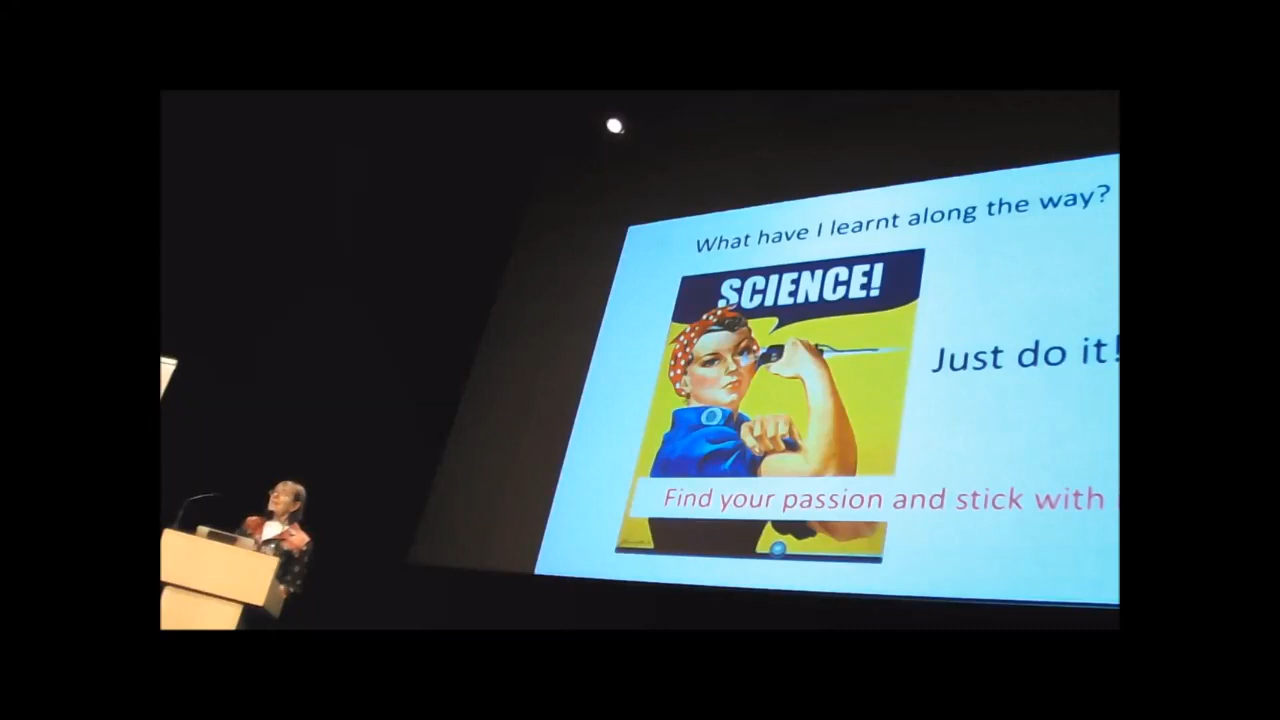 What have I learnt along the way?
SCIENCE!
Just do it!
Find your passion and stick with